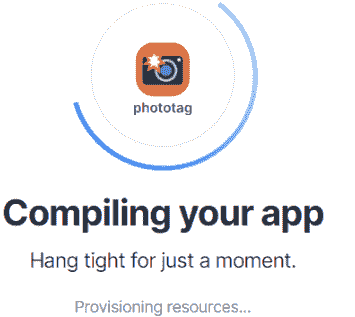 phototag
Compiling your app
Hang tight for just a moment.
Provisioning resources...